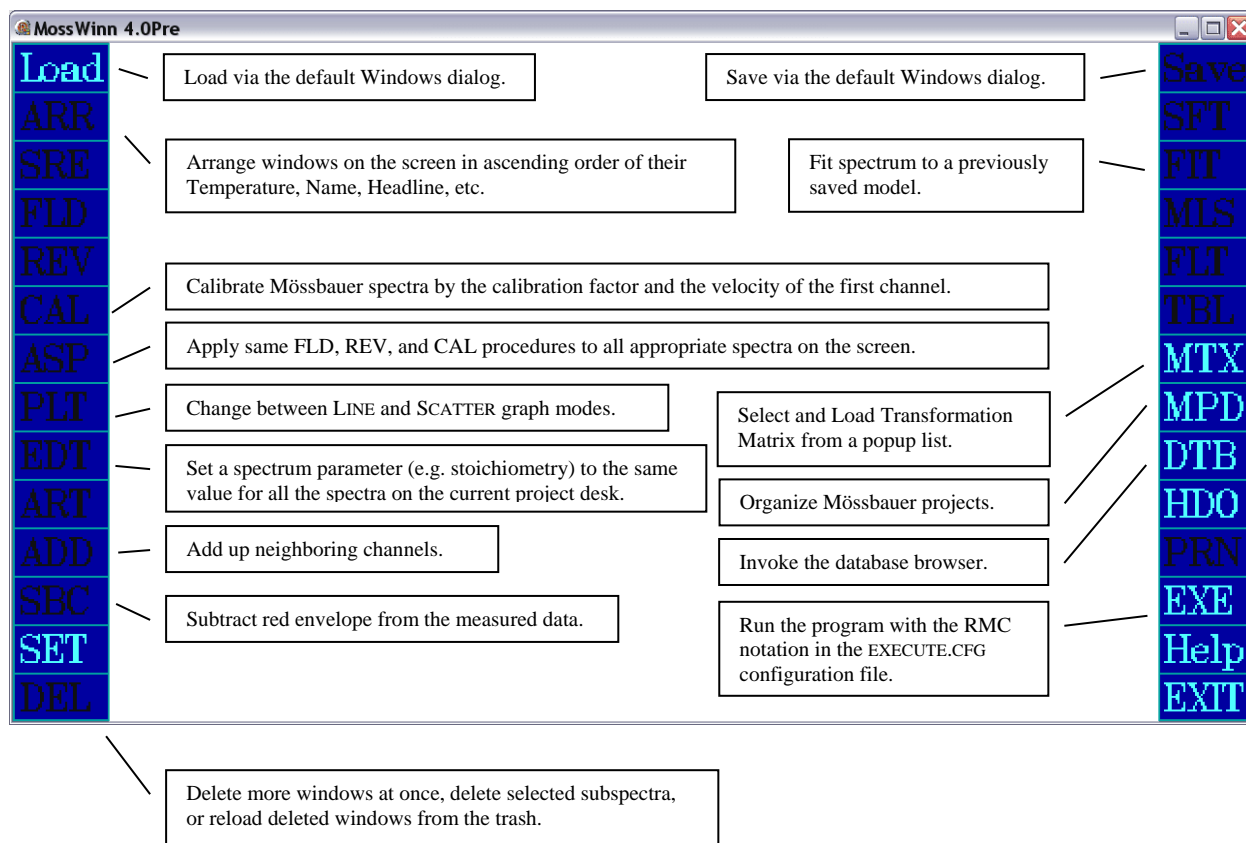 MossWinn 4.0Pre
Load
ARR
SRE
FLD
REV
CAL
ASP
PLT
EDT
ART
ADD
SBC
SET
DEL
Load via the default Windows dialog.
Arrange windows on the screen in ascending order of their
Temperature, Name, Headline, etc.
Calibrate Mössbauer spectra by the calibration factor and the velocity of the first channel.
Apply same FLD, REV, and CAL procedures to all appropriate spectra on the screen.
Change between LINE and SCATTER graph modes.
Set a spectrum parameter (e.g. stoichiometry) to the same
value for all the spectra on the current project desk.
Add up neighboring channels.
Subtract red envelope from the measured data.
Delete more windows at once, delete selected subspectra,
or reload deleted windows from the trash.
Save via the default Windows dialog.
Fit spectrum to a previously
saved model.
Select and Load Transformation
Matrix from a popup list.
Organize Mössbauer projects.
Invoke the database browser.
Run the program with the RMC
notation in the EXECUTE.CFG
configuration file.
Save
SFT
FIT
MLS
FLT
TBL
MTX
MPD
DTB
HDO
PRN
EXE
Help
EXIT